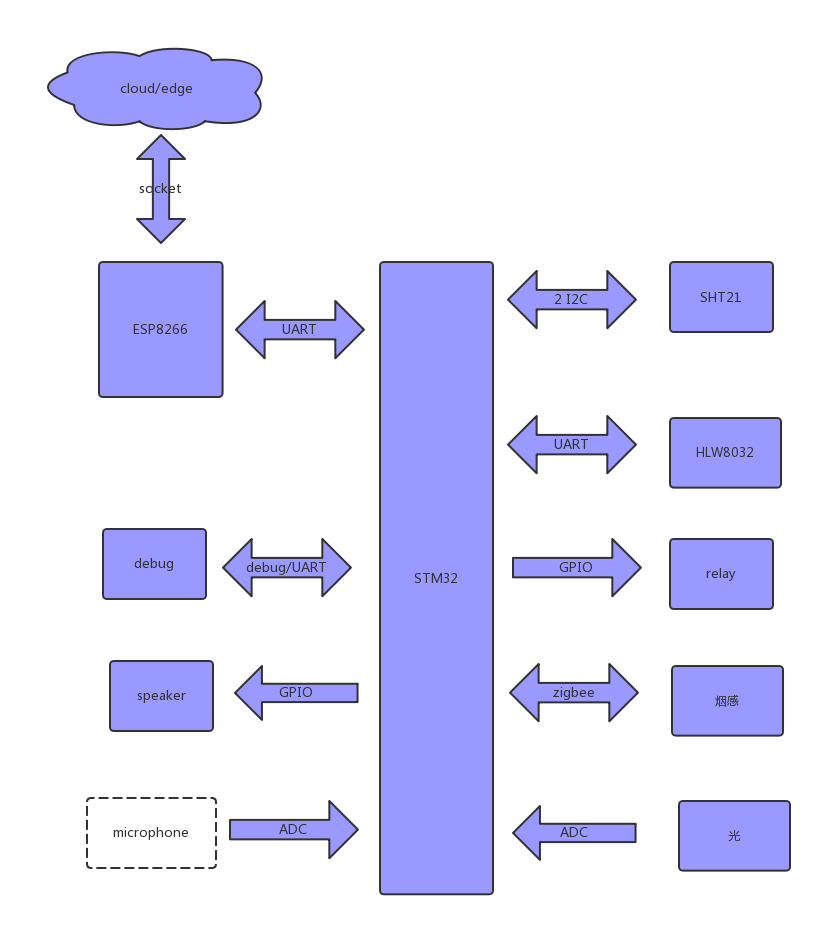 cloud/edge
socket
ESP8266
UART
2 I2C
SHT21
UART
HLW8032
debug
debug/UART
STM32
GPIO
relay
speaker
GPIO
zigbee
烟感
microphone
ADC
ADC
光